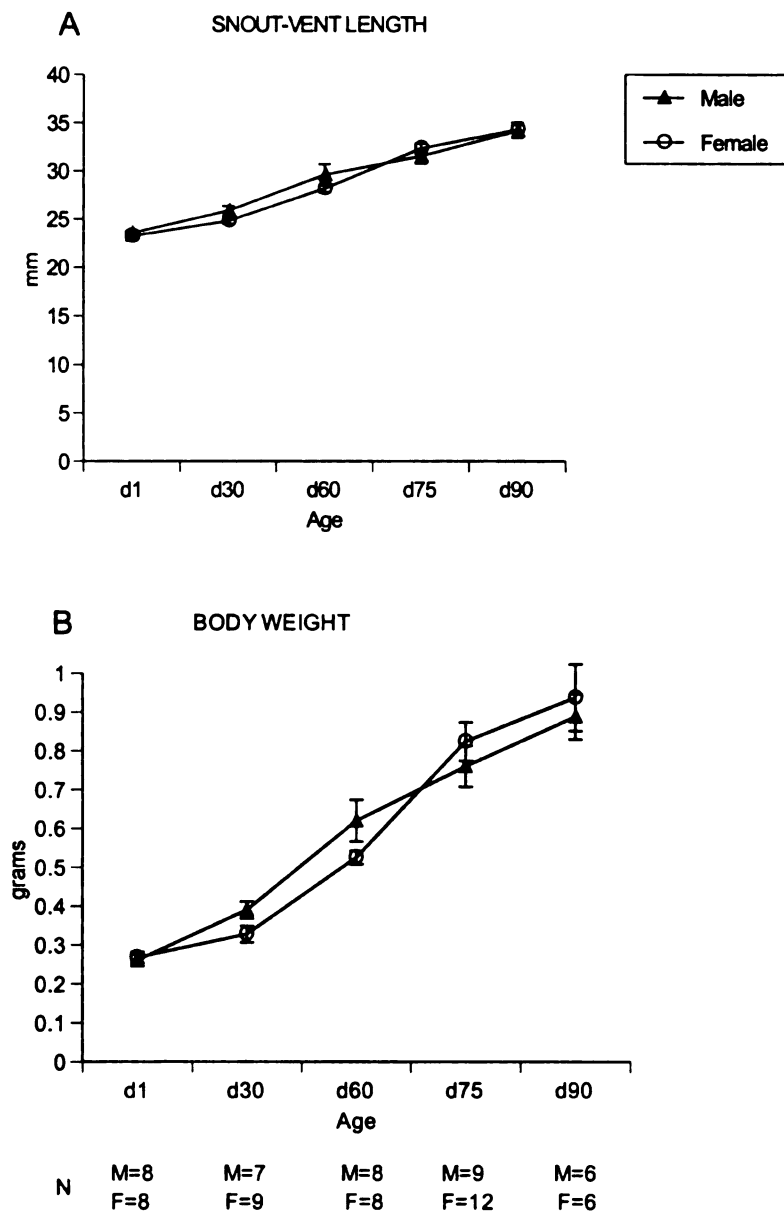 A SNOUT-VENT LENGTH
40
35
30
25
20
15
10
5
0
mm
d1 d30 d60 d75 d90
Age
Male
Female
B BODY WEIGHT
1
0.9
0.8
0.7
0.6
0.5
0.4
0.3
0.2
0.1
0
grams
d1 d30 d60 d75 d90
Age
N M=8 M=7 M=8 M=9 M=6
F=8 F=9 F=8 F=12 F=6